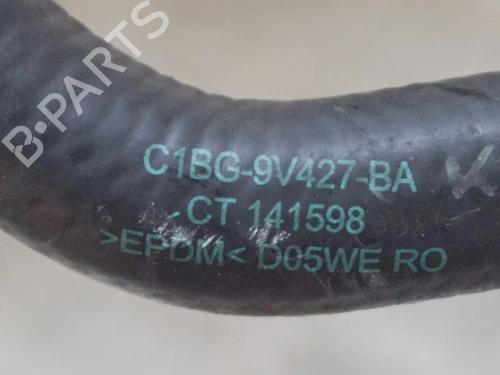 B-PARTS
C1BG-9V427-BA
CT 141598
>EPDM< D05WE RO